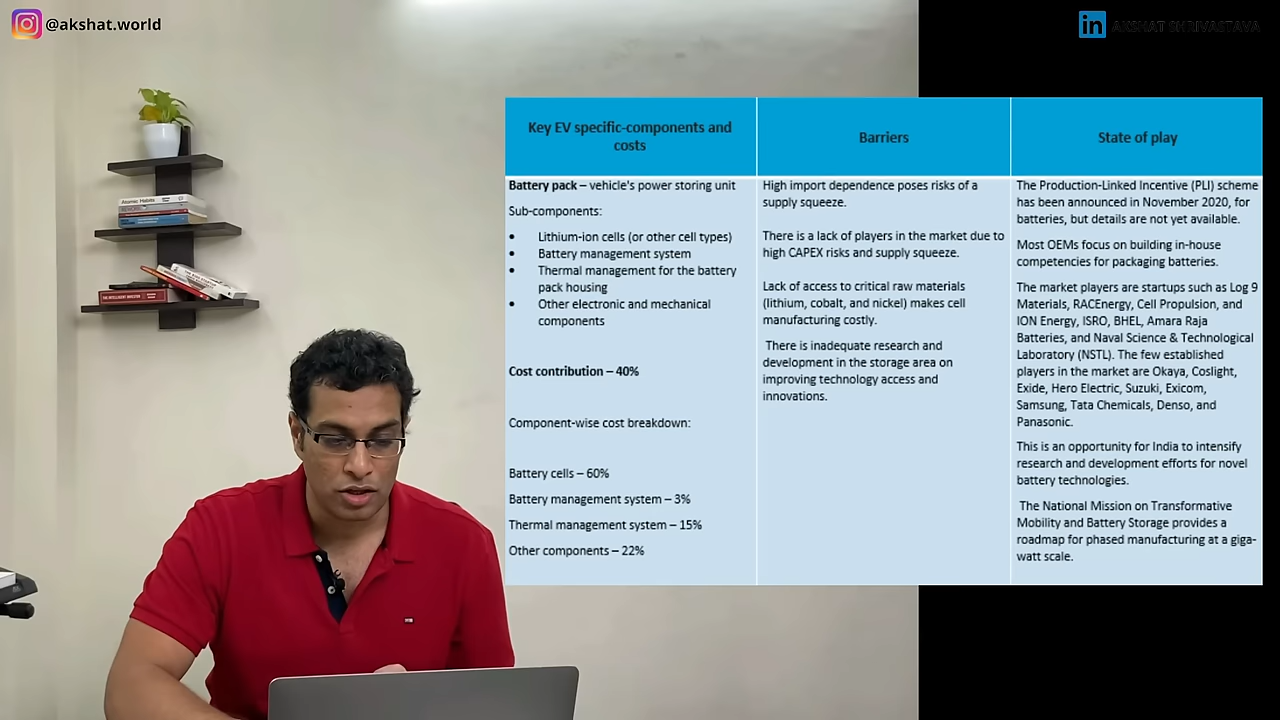 @akshat.world
in AKSHAT SHRIVASTAVA
Atomic Habits
THE INTELLIGENT INVESTOR
Key EV specific-components and
costs
Barriers
State of play
Battery pack – vehicle's power storing unit
Sub-components:
• Lithium-ion cells (or other cell types)
• Battery management system
• Thermal management for the battery
pack housing
• Other electronic and mechanical
components
Cost contribution – 40%
Component-wise cost breakdown:
Battery cells – 60%
Battery management system – 3%
Thermal management system – 15%
Other components – 22%
High import dependence poses risks of a
supply squeeze.
There is a lack of players in the market due to
high CAPEX risks and supply squeeze.
Lack of access to critical raw materials
(lithium, cobalt, and nickel) makes cell
manufacturing costly.
There is inadequate research and
development in the storage area on
improving technology access and
innovations.
The Production-Linked Incentive (PLI) scheme
has been announced in November 2020, for
batteries, but details are not yet available.
Most OEMs focus on building in-house
competencies for packaging batteries.
The market players are startups such as Log 9
Materials, RACEnergy, Cell Propulsion, and
ION Energy, ISRO, BHEL, Amara Raja
Batteries, and Naval Science & Technological
Laboratory (NSTL). The few established
players in the market are Okaya, Coslight,
Exide, Hero Electric, Suzuki, Exicom,
Samsung, Tata Chemicals, Denso, and
Panasonic.
This is an opportunity for India to intensify
research and development efforts for novel
battery technologies.
The National Mission on Transformative
Mobility and Battery Storage provides a
roadmap for phased manufacturing at a giga-
watt scale.